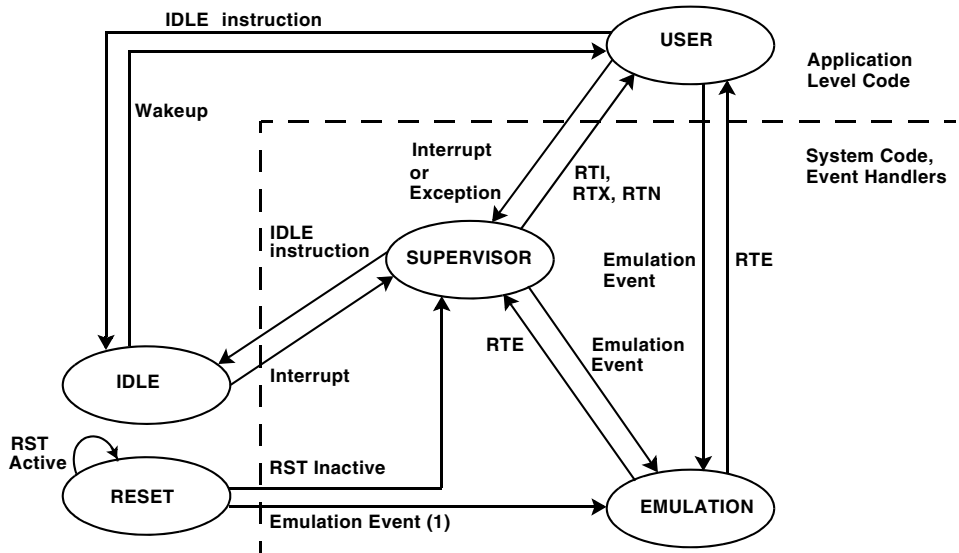 IDLE instruction
USER
Application
Level Code
Wakeup
System Code,
Event Handlers
Interrupt
or
Exception
RTI,
RTX, RTN
IDLE
instruction
SUPERVISOR
Emulation
Event
RTE
RTE
Emulation
Event
IDLE
Interrupt
RST
Active
RST Inactive
RESET
EMULATION
Emulation Event (1)